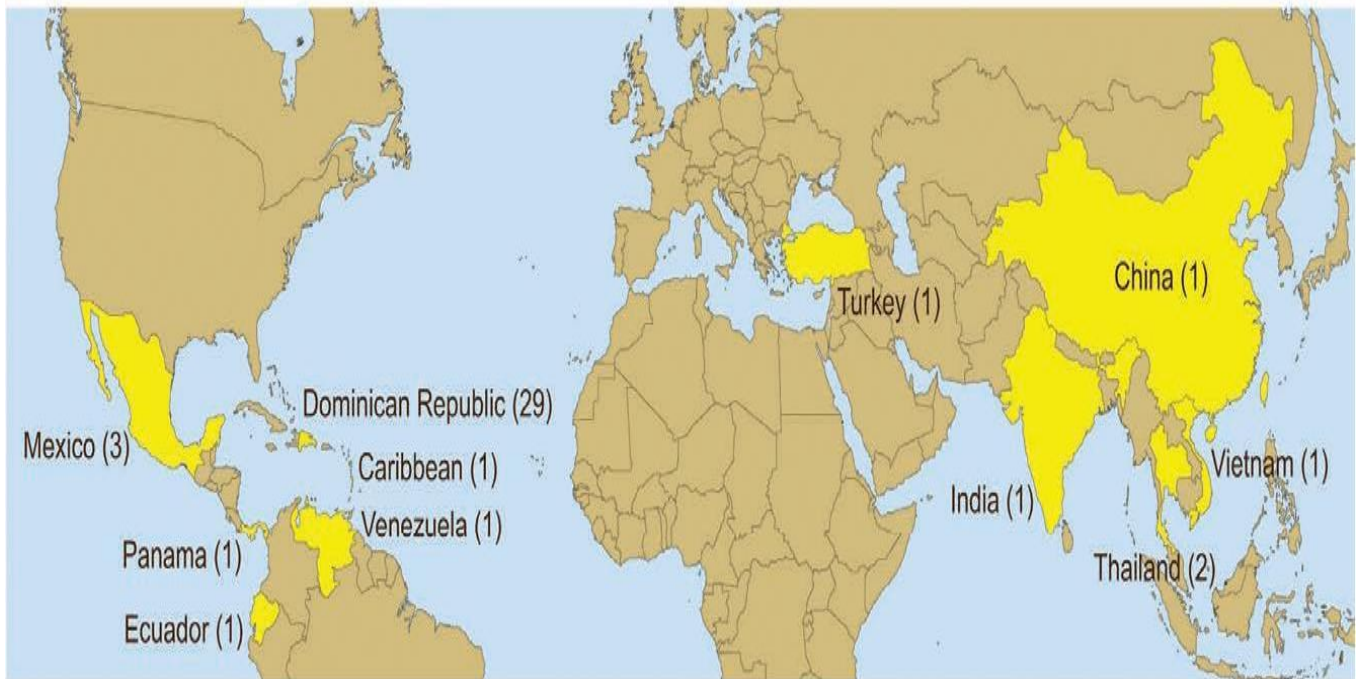 Dominican Republic (29)
Mexico (3)
Caribbean (1)
Venezuela (1)
Panama (1)
Ecuador (1)
Turkey (1)
China (1)
India (1)
Vietnam (1)
Thailand (2)